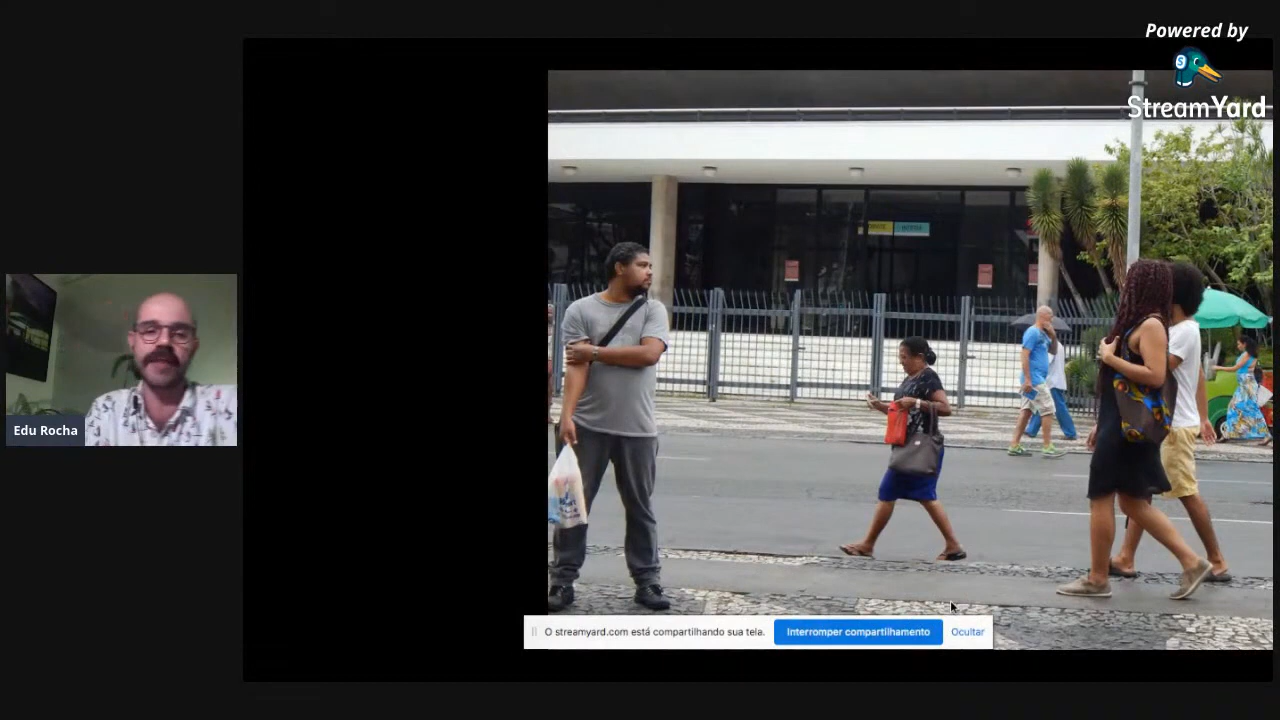 Powered by
StreamYard
Edu Rocha
O streamyard.com está compartilhando sua tela.
Interromper compartilhamento
Ocultar